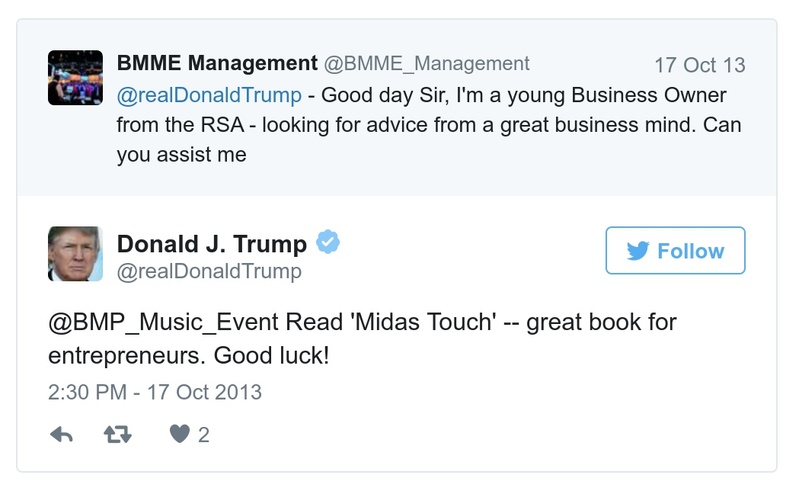 BMME Management @BMME_Management 17 Oct 13
@realDonaldTrump - Good day Sir, I'm a young Business Owner
from the RSA - looking for advice from a great business mind. Can
you assist me
Donald J. Trump
@realDonaldTrump
Follow
@BMP_Music_Event Read 'Midas Touch' -- great book for
entrepreneurs. Good luck!
2:30 PM - 17 Oct 2013
2